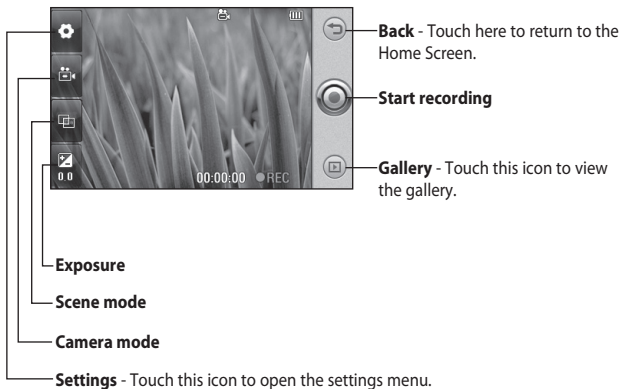 Back - Touch here to return to the
Home Screen.
Start recording
Gallery - Touch this icon to view
the gallery.
0.0
00:00:00 REC
Exposure
Scene mode
Camera mode
Settings - Touch this icon to open the settings menu.